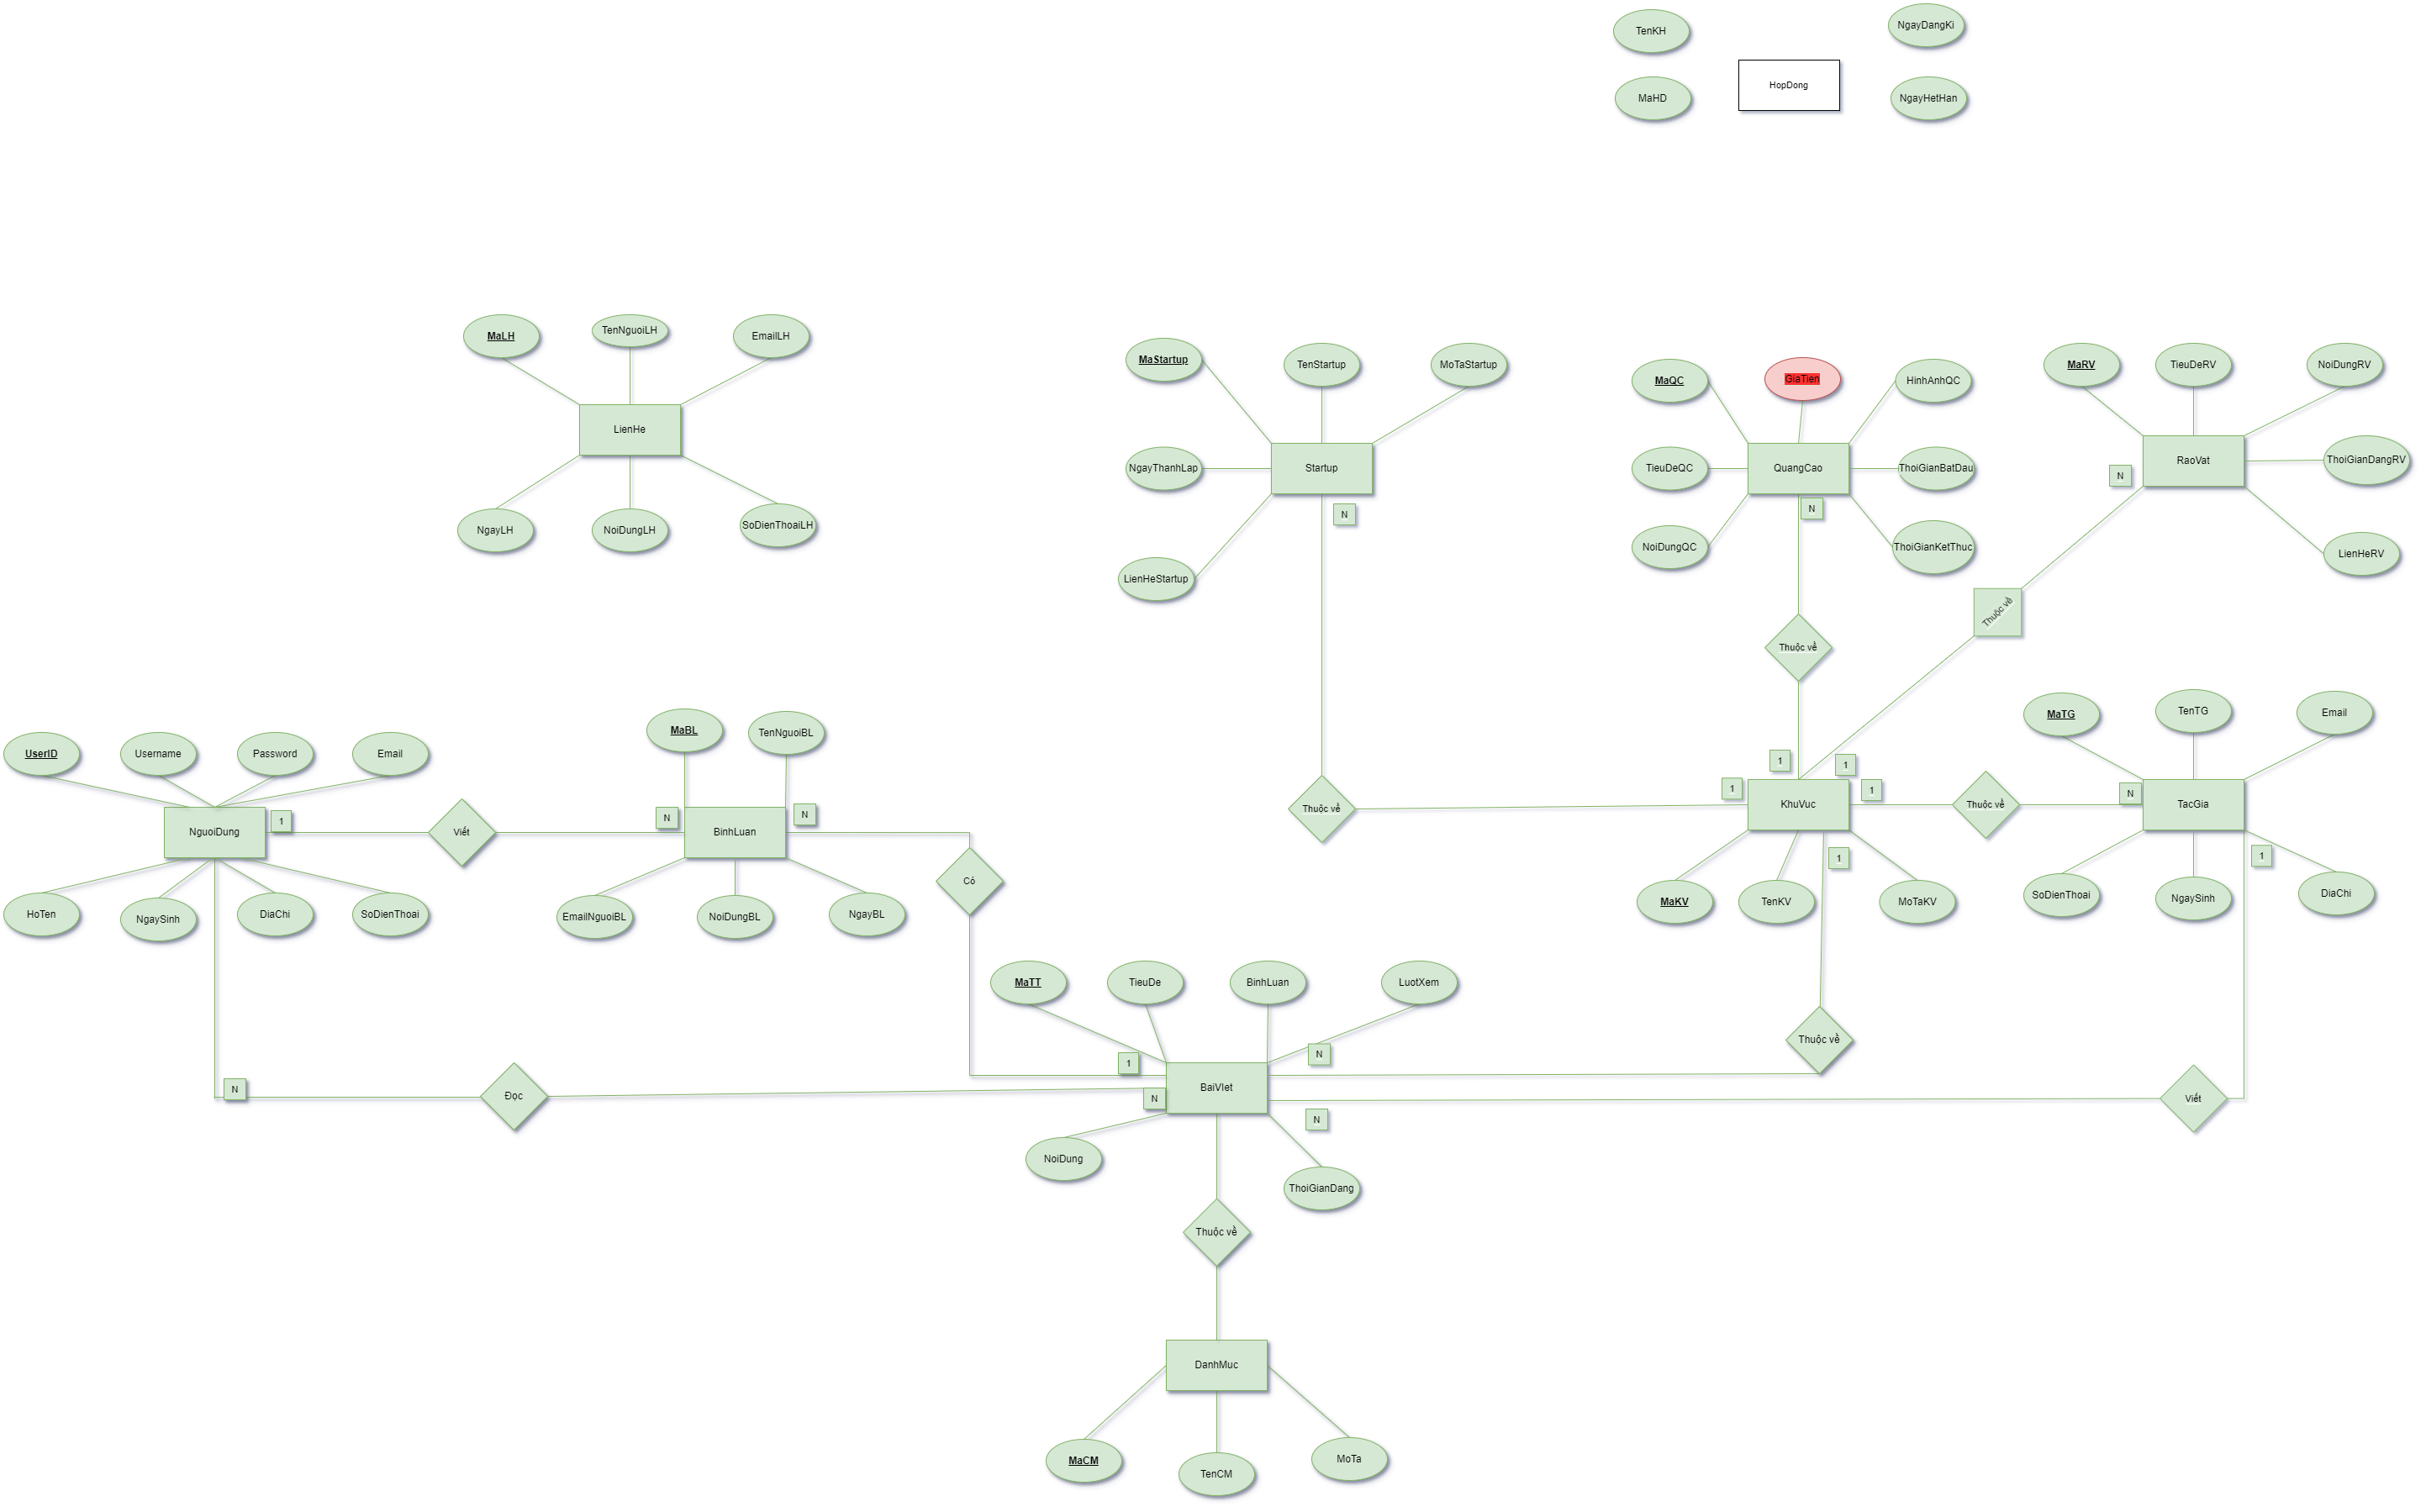 TenKH
NgayDangKi
HopDong
MaHD
NgayHetHan
MaLH
TenNguoiLH
EmailLH
LienHe
NgayLH
NoiDungLH
SoDienThoaiLH
MaStartup
TenStartup
MoTaStartup
NgayThanhLap
Startup
LienHeStartup
N
MaQC
GiaTien
HinhAnhQC
TieuDeQC
QuangCao
ThoiGianBatDau
NoiDungQC
N
ThoiGianKetThuc
MaRV
TieuDeRV
NoiDungRV
RaoVat
ThoiGianDangRV
N
LienHeRV
Thuộc về
Thuộc về
UserID
Username
Password
Email
NguoiDung
1
Viết
HoTen
NgaySinh
DiaChi
SoDienThoai
MaBL
TenNguoiBL
N
BinhLuan
N
EmailNguoiBL
NoiDungBL
NgayBL
Có
Thuộc về
1
1
1
1
KhuVuc
1
MaKV
TenKV
MoTaKV
Thuộc về
MaTG
TenTG
Email
N
TacGia
1
SoDienThoai
NgaySinh
DiaChi
MaTT
TieuDe
BinhLuan
LuotXem
Thuộc về
1
N
BaiVIet
N
N
N
Đọc
Viết
NoiDung
ThoiGianDang
Thuộc về
DanhMuc
MaCM
TenCM
MoTa